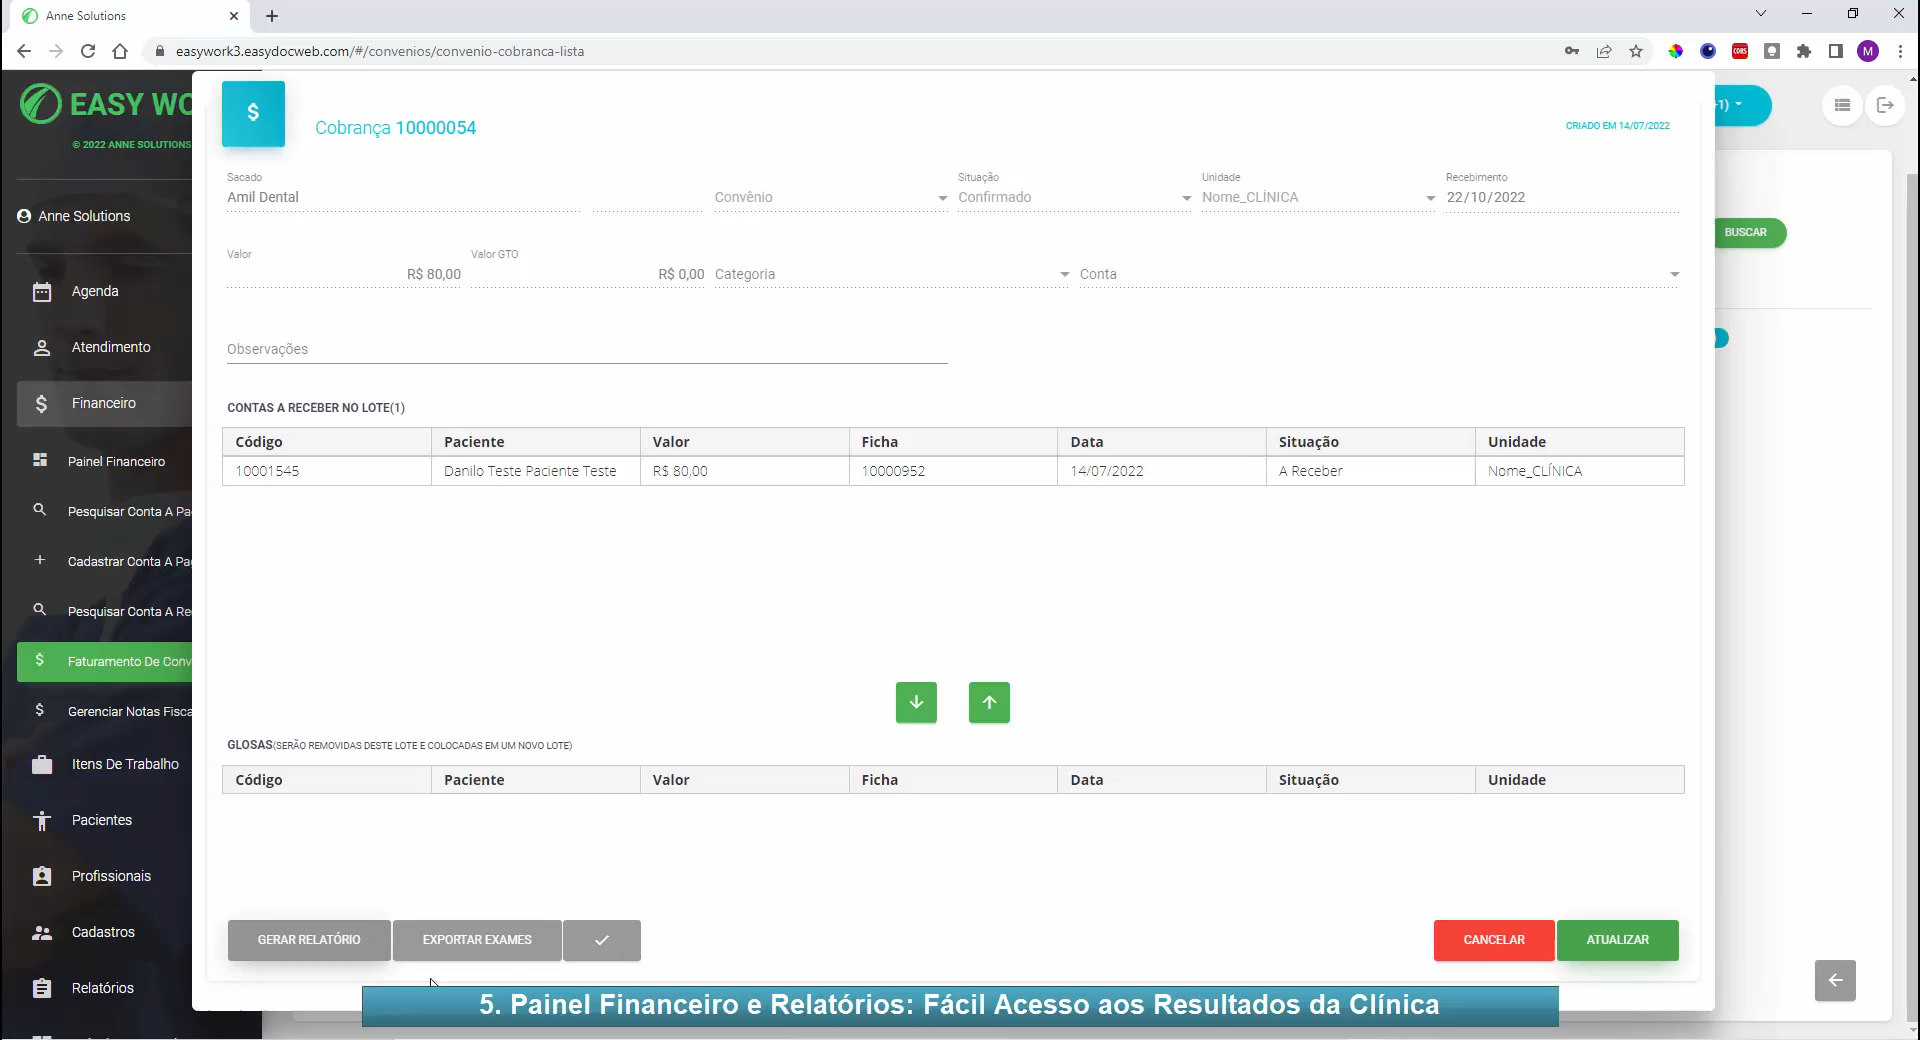 Anne Solutions
easywork3.easydocweb.com/#/convenios/convenio-cobranca-lista
CORS
M
EASY WO
© 2022 ANNE SOLUTIONS
Anne Solutions
Agenda
Atendimento
Financeiro
Painel Financeiro
Pesquisar Conta A Pa
Cadastrar Conta A Pa
Pesquisar Conta A Re
Faturamento De Conv
Gerenciar Notas Fisca
Itens De Trabalho
Pacientes
Profissionais
Cadastros
Relatórios
Cobrança 10000054
CRIADO EM 14/07/2022
+1)
BUSCAR
Sacado
Amil Dental
Convênio
Situação
Confirmado
Unidade
Nome_CLÍNICA
Recebimento
22/10/2022
Valor
R$ 80,00
Valor GTO
R$ 0,00
Categoria
Conta
Observações
CONTAS A RECEBER NO LOTE(1)
Código Paciente Valor Ficha Data Situação Unidade
10001545 Danilo Teste Paciente Teste R$ 80,00 10000952 14/07/2022 A Receber Nome_CLÍNICA
GLOSAS(SERÃO REMOVIDAS DESTE LOTE E COLOCADAS EM UM NOVO LOTE)
Código Paciente Valor Ficha Data Situação Unidade
GERAR RELATÓRIO EXPORTAR EXAMES CANCELAR ATUALIZAR
5. Painel Financeiro e Relatórios: Fácil Acesso aos Resultados da Clínica